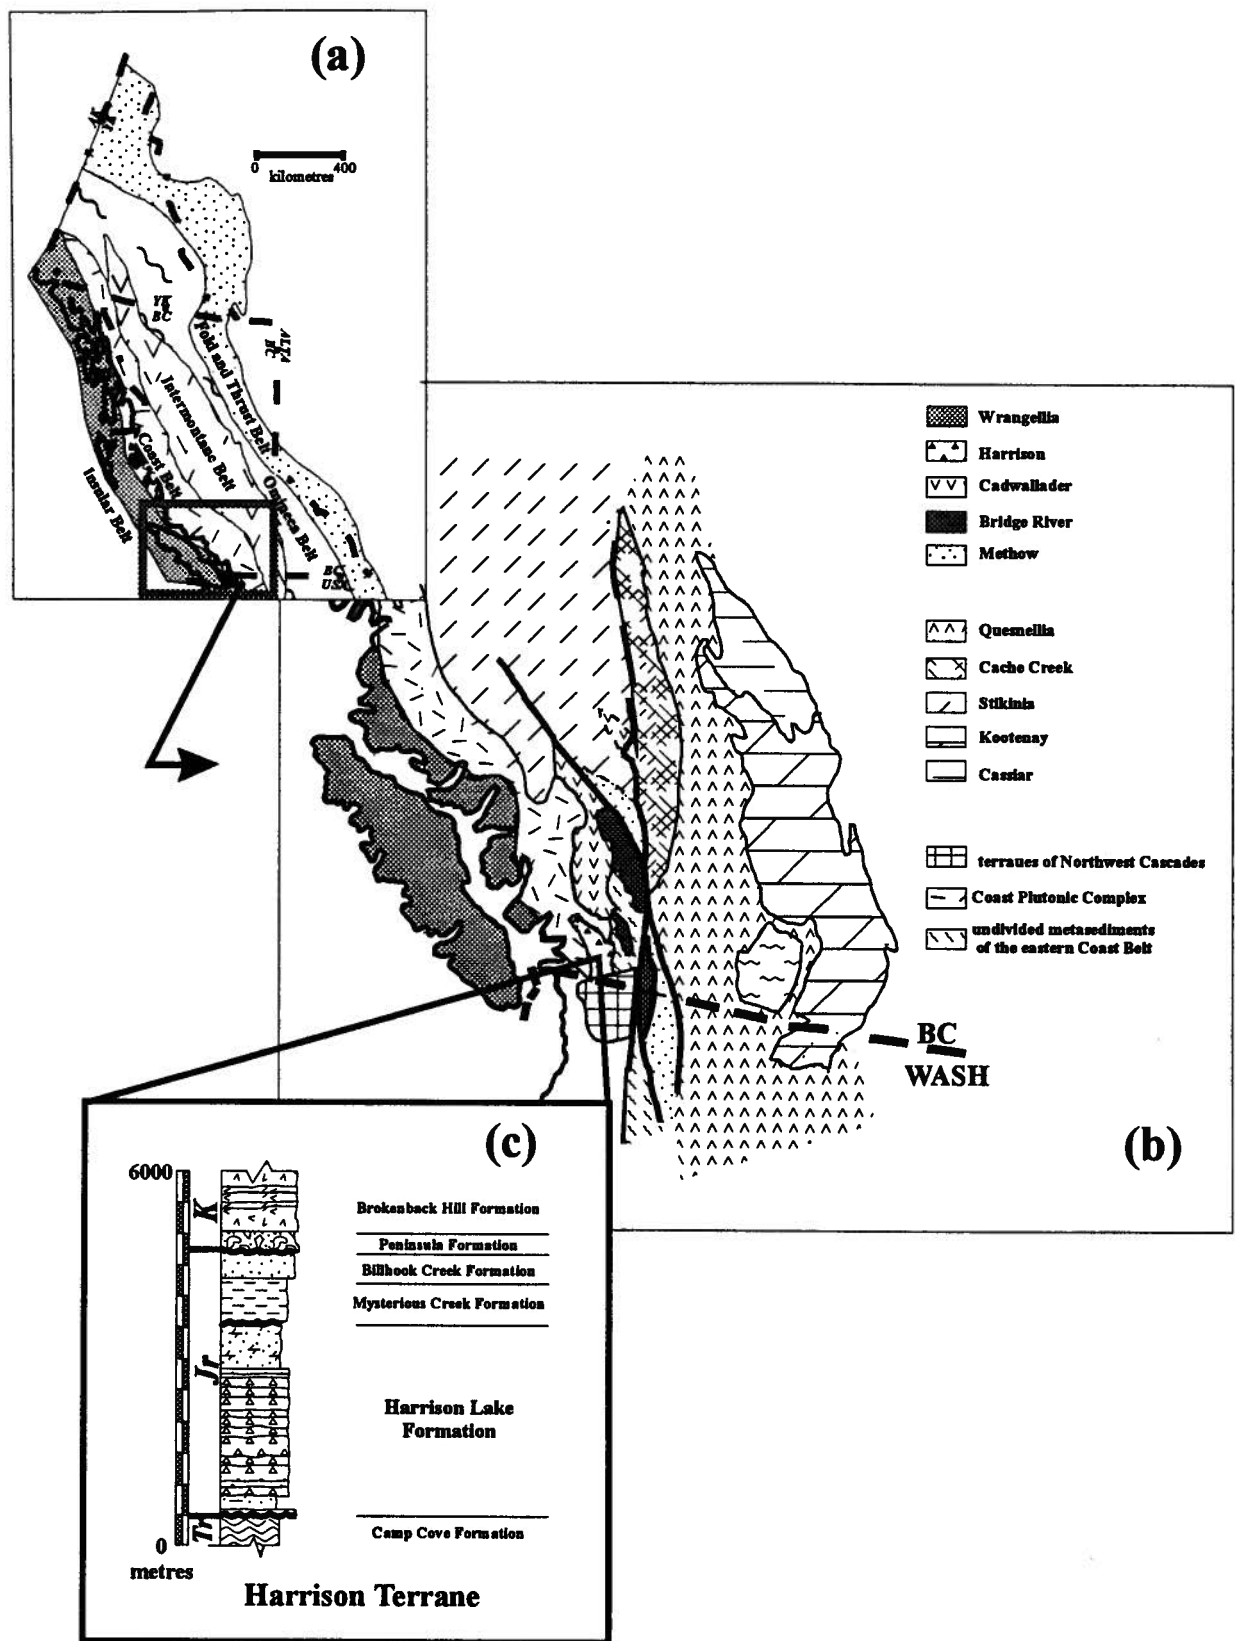 (a)
AK
YK
0 400
kilometres
YK
BC
ALTA
BC
Fold and Thrust Belt
Intermontane Belt
Omineca Belt
Coast Belt
Insular Belt
BC
USA
Wrangellia
Harrison
Cadwallader
Bridge River
Methow
Quesnellia
Cache Creek
Stikinia
Kootenay
Cassiar
terranes of Northwest Cascades
Coast Plutonic Complex
undivided metasediments
of the eastern Coast Belt
BC
WASH
(b)
(c)
6000
K
Brokenback Hill Formation
Peninsula Formation
Billhook Creek Formation
Mysterious Creek Formation
Jr
Harrison Lake
Formation
Tr
Camp Cove Formation
0
metres
Harrison Terrane